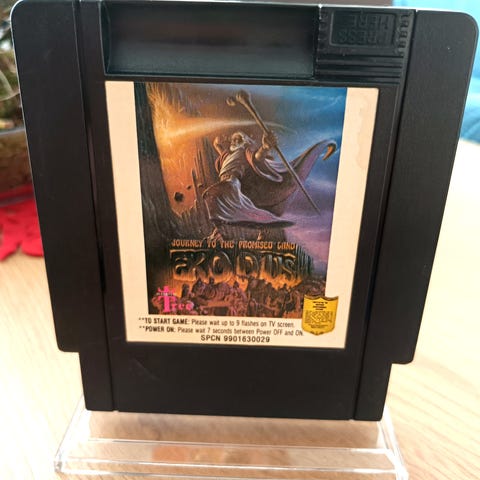 PRESS
HERE
JOURNEY TO THE PROMISED LAND
EXODUS
Tree
**TO START GAME: Please wait up to 9 flashes on TV screen.
**POWER ON: Please wait 7 seconds between Power OFF and ON.
SPCN 9901630029